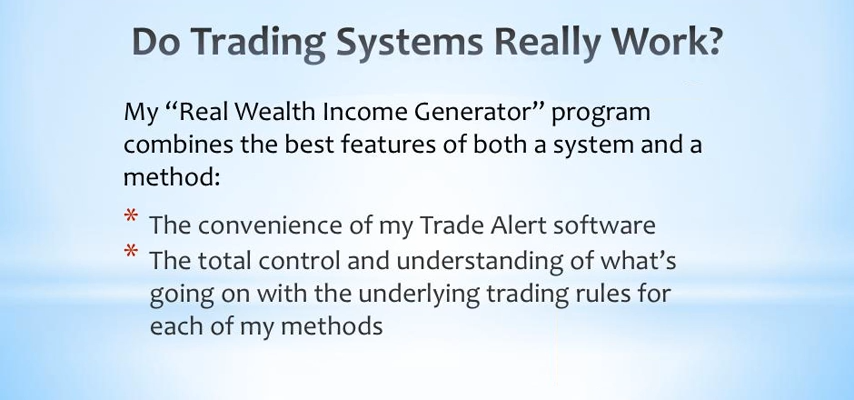 Do Trading Systems Really Work?
My “Real Wealth Income Generator” program
combines the best features of both a system and a
method:
* The convenience of my Trade Alert software
* The total control and understanding of what’s
going on with the underlying trading rules for
each of my methods